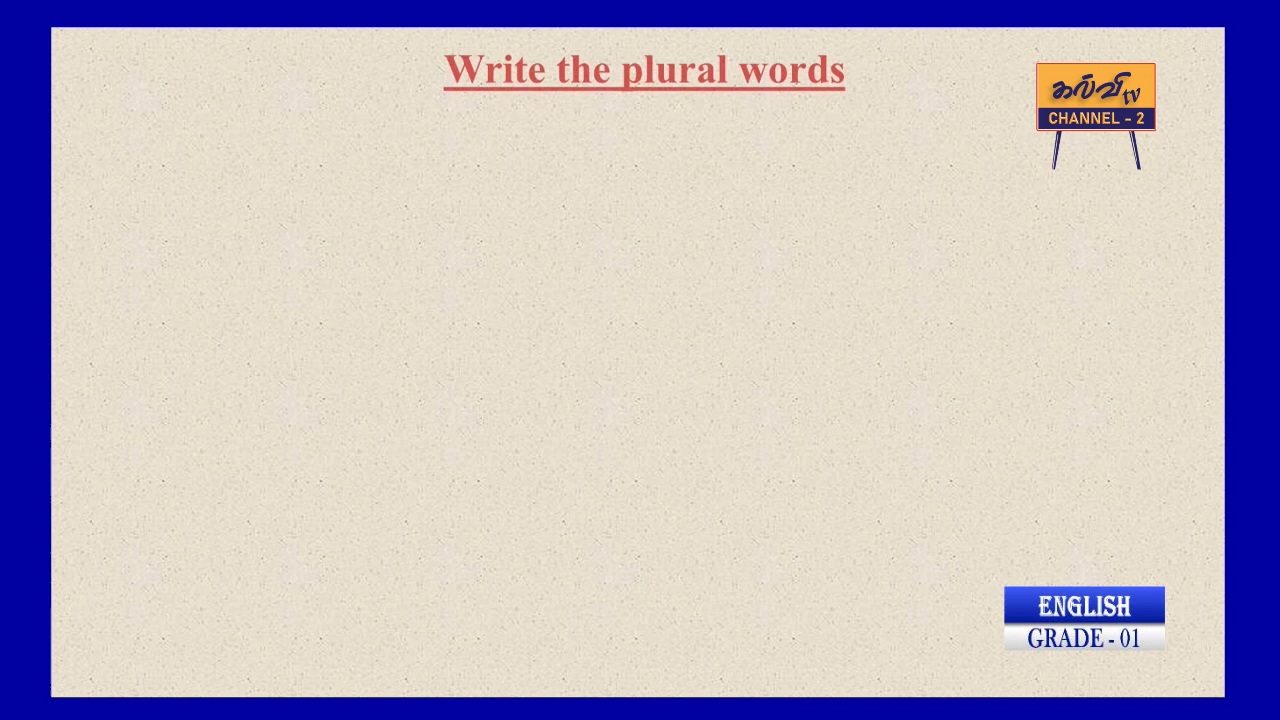 Write the plural words
கல்வி tv
CHANNEL - 2
ENGLISH
GRADE - 01